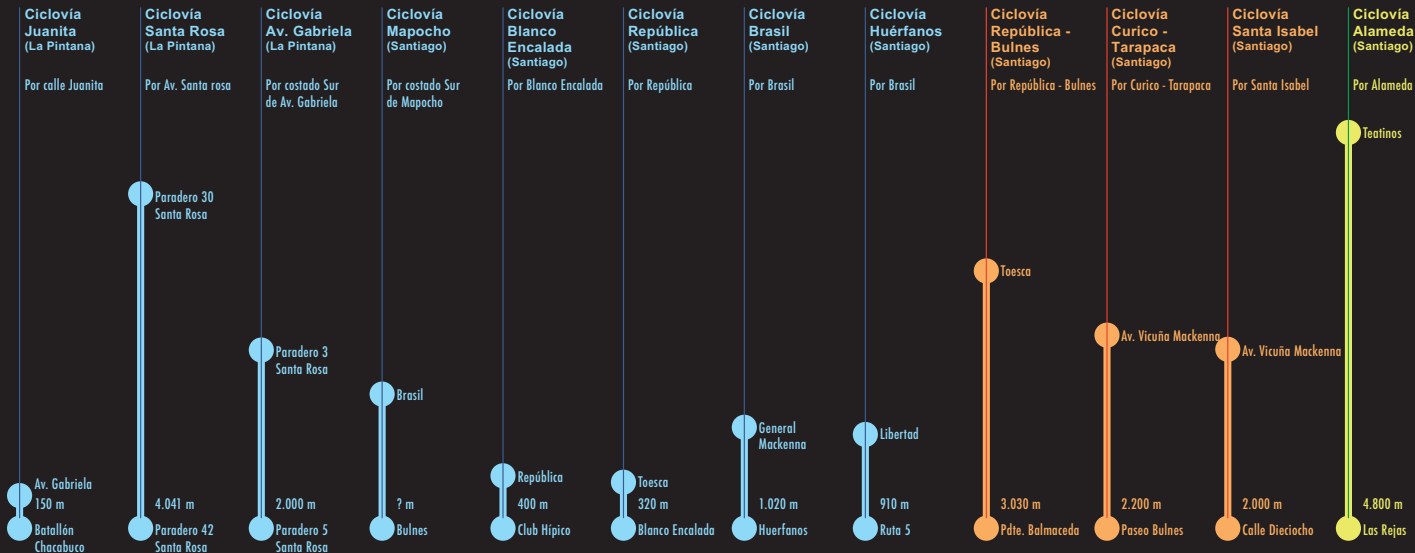 Ciclovía
Juanita
(La Pintana)
Por calle Juanita
Av. Gabriela
150 m
Batallón
Chacabuco
Ciclovía
Santa Rosa
(La Pintana)
Por Av. Santa rosa
Paradero 30
Santa Rosa
4.041 m
Paradero 42
Santa Rosa
Ciclovía
Av. Gabriela
(La Pintana)
Por costado Sur
de Av. Gabriela
Paradero 3
Santa Rosa
2.000 m
Paradero 5
Santa Rosa
Ciclovía
Mapocho
(Santiago)
Por costado Sur
de Mapocho
Brasil
? m
Bulnes
Ciclovía
Blanco
Encalada
(Santiago)
Por Blanco Encalada
República
400 m
Club Hípico
Ciclovía
República
(Santiago)
Por República
Toesca
320 m
Blanco Encalada
Ciclovía
Brasil
(Santiago)
Por Brasil
General
Mackenna
1.020 m
Huerfanos
Ciclovía
Huérfanos
(Santiago)
Por Brasil
Libertad
910 m
Ruta 5
Ciclovía
República -
Bulnes
(Santiago)
Por República - Bulnes
Toesca
3.030 m
Pdte. Balmaceda
Ciclovía
Curico -
Tarapaca
(Santiago)
Por Curico - Tarapaca
Av. Vicuña Mackenna
2.200 m
Paseo Bulnes
Ciclovía
Santa Isabel
(Santiago)
Por Santa Isabel
Av. Vicuña Mackenna
2.000 m
Calle Dieciocho
Ciclovía
Alameda
(Santiago)
Por Alameda
Teatinos
4.800 m
Las Rejas